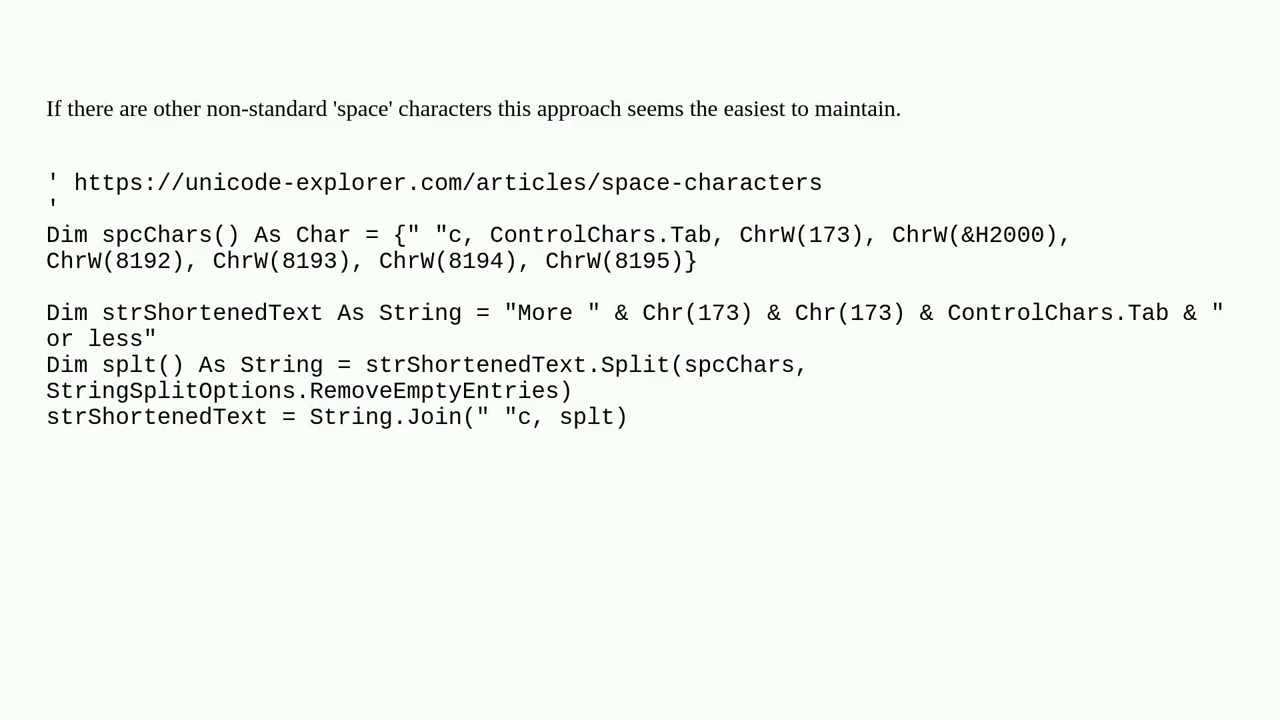 If there are other non-standard 'space' characters this approach seems the easiest to maintain.
' https://unicode-explorer.com/articles/space-characters
'
Dim spcChars() As Char = {" "c, ControlChars.Tab, ChrW(173), ChrW(&H2000),
ChrW(8192), ChrW(8193), ChrW(8194), ChrW(8195)}
Dim strShortenedText As String = "More " & Chr(173) & Chr(173) & ControlChars.Tab & "
or less"
Dim splt() As String = strShortenedText.Split(spcChars,
StringSplitOptions.RemoveEmptyEntries)
strShortenedText = String.Join(" "c, splt)